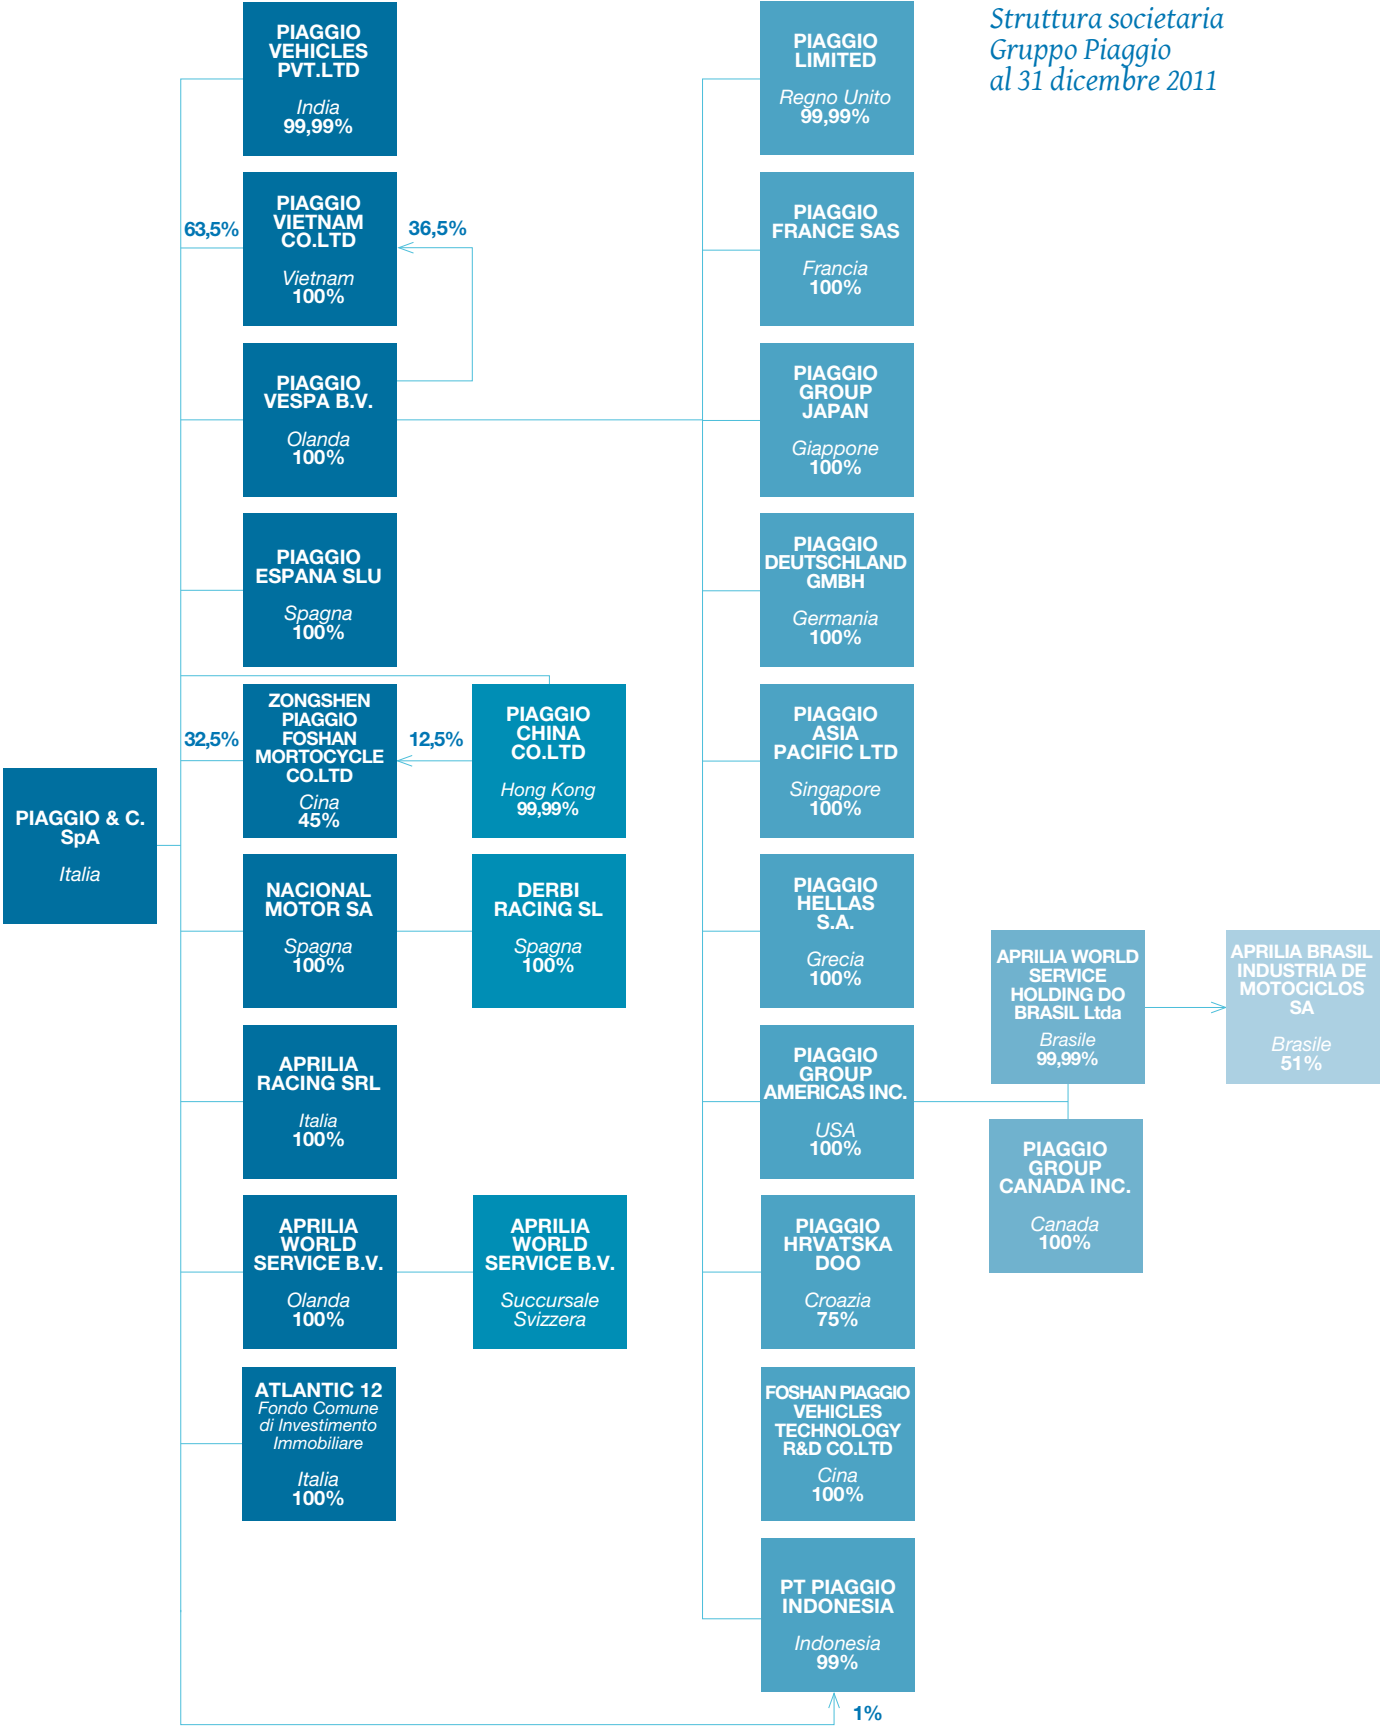 Struttura societaria
Gruppo Piaggio
al 31 dicembre 2011
PIAGGIO & C.
SpA
Italia
PIAGGIO
VEHICLES
PVT.LTD
India
99,99%
63,5%
PIAGGIO
VIETNAM
CO.LTD
Vietnam
100%
36,5%
PIAGGIO
VESPA B.V.
Olanda
100%
PIAGGIO
ESPANA SLU
Spagna
100%
32,5%
ZONGSHEN
PIAGGIO
FOSHAN
MORTOCYCLE
CO.LTD
Cina
45%
12,5%
PIAGGIO
CHINA
CO.LTD
Hong Kong
99,99%
NACIONAL
MOTOR SA
Spagna
100%
DERBI
RACING SL
Spagna
100%
APRILIA
RACING SRL
Italia
100%
APRILIA
WORLD
SERVICE B.V.
Olanda
100%
APRILIA
WORLD
SERVICE B.V.
Succursale
Svizzera
ATLANTIC 12
Fondo Comune
di Investimento
Immobiliare
Italia
100%
PIAGGIO
LIMITED
Regno Unito
99,99%
PIAGGIO
FRANCE SAS
Francia
100%
PIAGGIO
GROUP
JAPAN
Giappone
100%
PIAGGIO
DEUTSCHLAND
GMBH
Germania
100%
PIAGGIO
ASIA
PACIFIC LTD
Singapore
100%
PIAGGIO
HELLAS
S.A.
Grecia
100%
PIAGGIO
GROUP
AMERICAS INC.
USA
100%
APRILIA WORLD
SERVICE
HOLDING DO
BRASIL Ltda
Brasile
99,99%
APRILIA BRASIL
INDUSTRIA DE
MOTOCICLOS
SA
Brasile
51%
PIAGGIO
GROUP
CANADA INC.
Canada
100%
PIAGGIO
HRVATSKA
DOO
Croazia
75%
FOSHAN PIAGGIO
VEHICLES
TECHNOLOGY
R&D CO.LTD
Cina
100%
PT PIAGGIO
INDONESIA
Indonesia
99%
1%